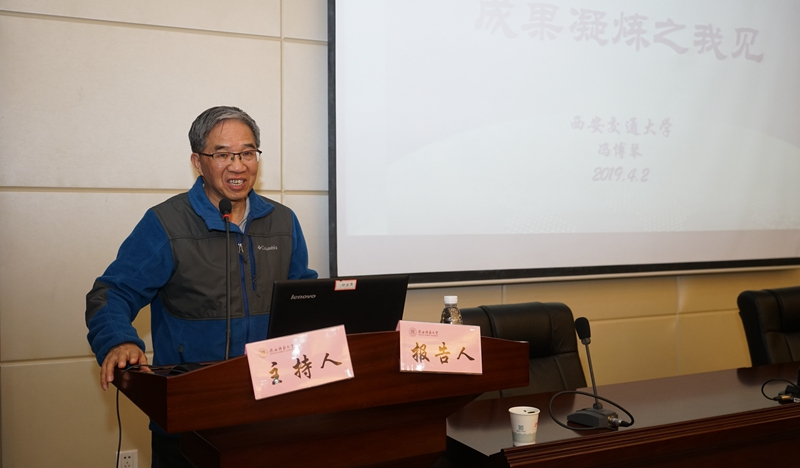 成果凝炼之我见
西安交通大学
冯博琴
2019.4.2
Columbia
lenovo
主持人
报告人